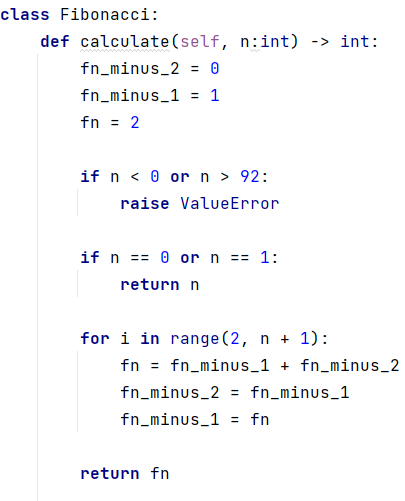 class Fibonacci:
    def calculate(self, n:int) -> int:
        fn_minus_2 = 0
        fn_minus_1 = 1
        fn = 2

        if n < 0 or n > 92:
            raise ValueError

        if n == 0 or n == 1:
            return n

        for i in range(2, n + 1):
            fn = fn_minus_1 + fn_minus_2
            fn_minus_2 = fn_minus_1
            fn_minus_1 = fn

        return fn